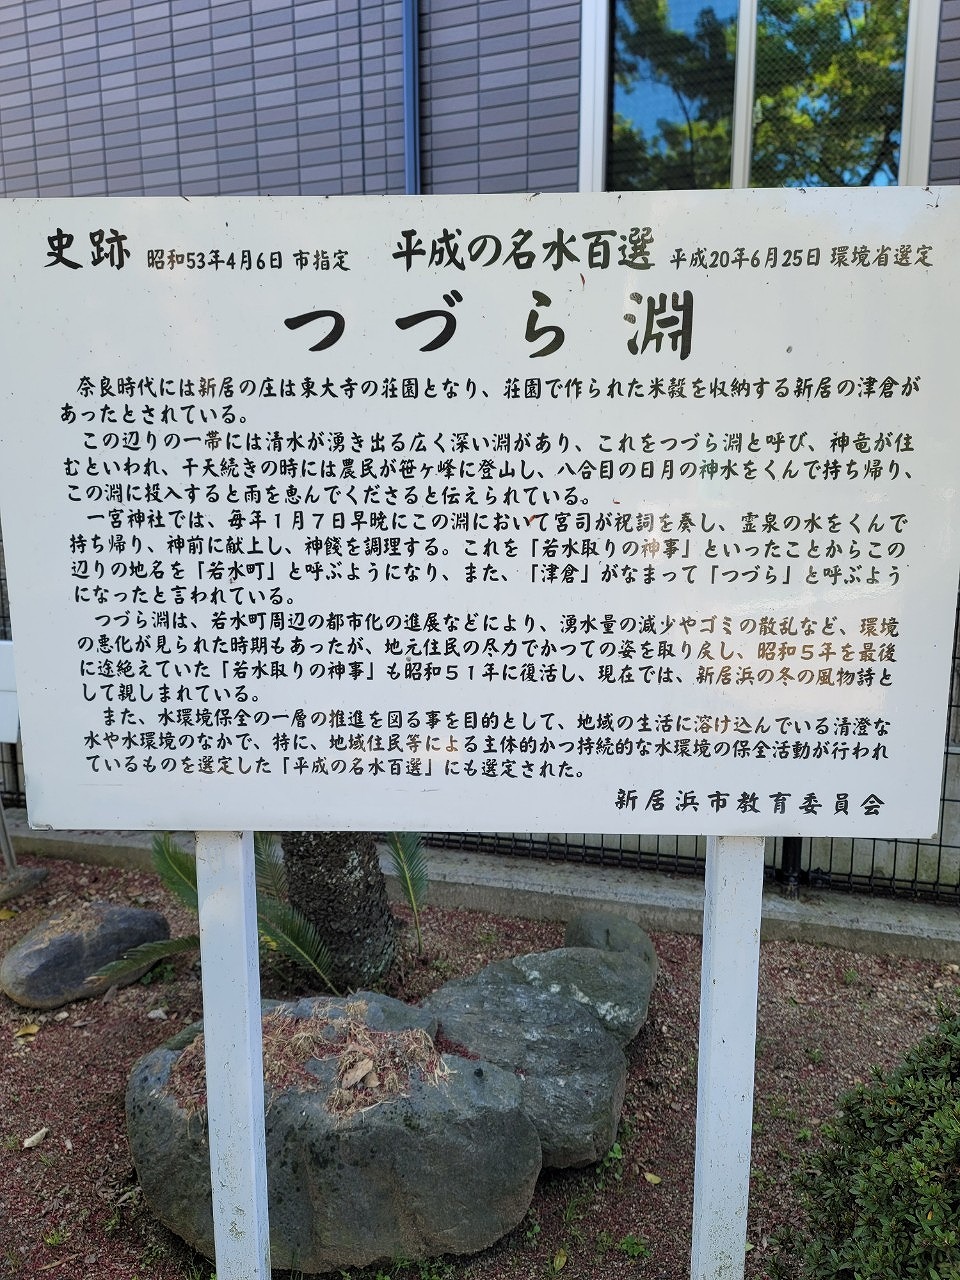 史跡 昭和53年4月6日 市指定 平成の名水百選 平成20年6月25日 環境省選定
つづら淵
奈良時代には新居の庄は東大寺の荘園となり、荘園で作られた米穀を収納する新居の津倉が
あったとされている。
この辺りの一帯には清水が湧き出る広く深い淵があり、これをつづら淵と呼び、神竜が住
むといわれ、干天続きの時には農民が笹ヶ峰に登山し、八合目の日月の神水をくんで持ち帰り、
この淵に投入すると雨を恵んでくださると伝えられている。
一宮神社では、毎年1月7日早晩にこの淵において宮司が祝詞を奏し、霊泉の水をくんで
持ち帰り、神前に献上し、神饌を調理する。これを「若水取りの神事」といったことからこの
辺りの地名を「若水町」と呼ぶようになり、また、「津倉」がなまって「つづら」と呼ぶよう
になったと言われている。
つづら淵は、若水町周辺の都市化の進展などにより、湧水量の減少やゴミの散乱など、環境
の悪化が見られた時期もあったが、地元住民の尽力でかつての姿を取り戻し、昭和5年を最後
に途絶えていた「若水取りの神事」も昭和51年に復活し、現在では、新居浜の冬の風物詩と
して親しまれている。
また、水環境保全の一層の推進を図る事を目的として、地域の生活に溶け込んでいる清澄な
水や水環境のなかで、特に、地域住民等による主体的かつ持続的な水環境の保全活動が行われ
ているものを選定した「平成の名水百選」にも選定された。
新居浜市教育委員会